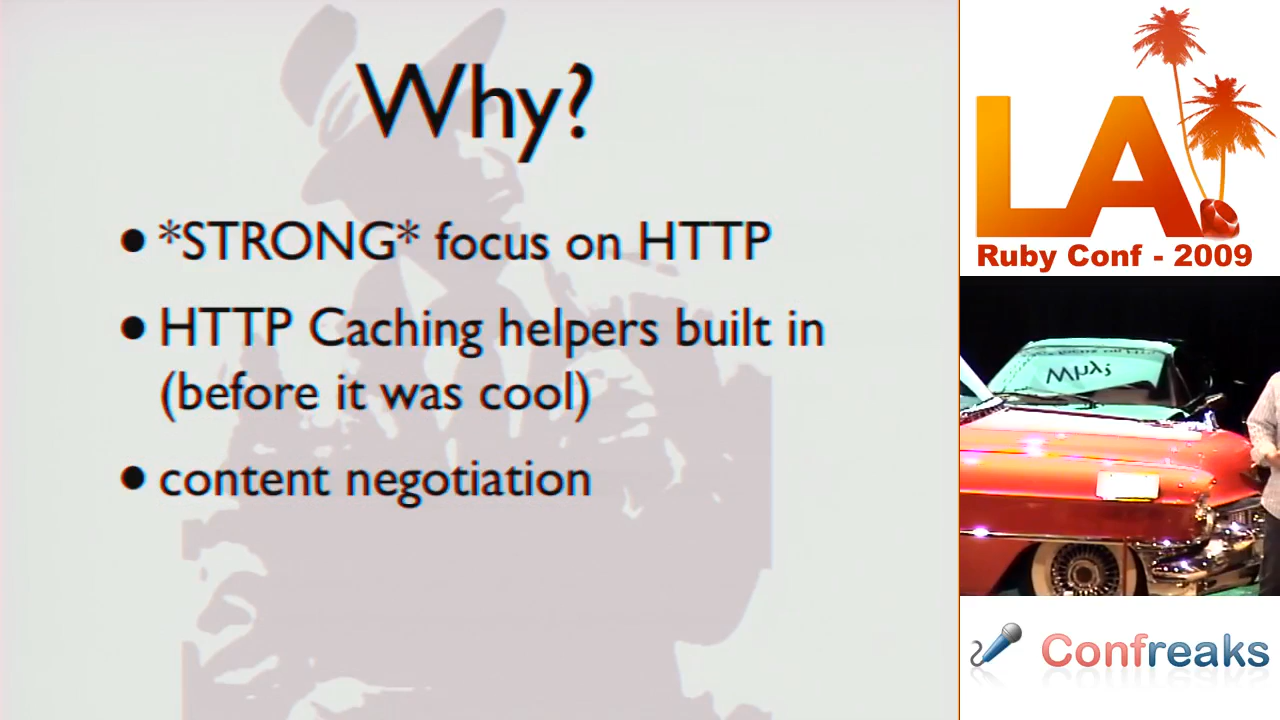 Why?
• *STRONG* focus on HTTP
• HTTP Caching helpers built in
(before it was cool)
• content negotiation
LA
Ruby Conf - 2009
Why?
Confreaks